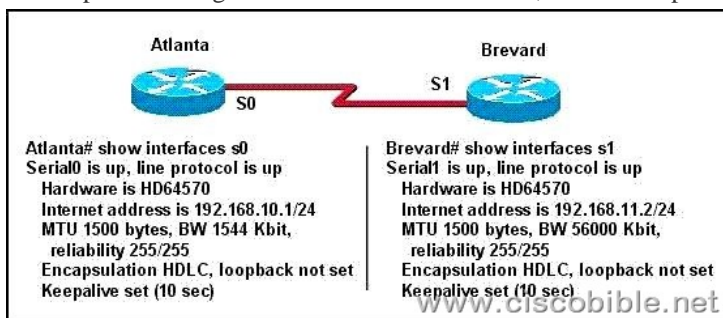 Atlanta
Brevard
S0
S1
Atlanta# show interfaces s0
Serial0 is up, line protocol is up
Hardware is HD64570
Internet address is 192.168.10.1/24
MTU 1500 bytes, BW 1544 Kbit,
reliability 255/255
Encapsulation HDLC, loopback not set
Keepalive set (10 sec)
Brevard# show interfaces s1
Serial1 is up, line protocol is up
Hardware is HD64570
Internet address is 192.168.11.2/24
MTU 1500 bytes, BW 56000 Kbit,
reliability 255/255
Encapsulation HDLC, loopback not set
Keepalive set (10 sec)
www.ciscobible.net